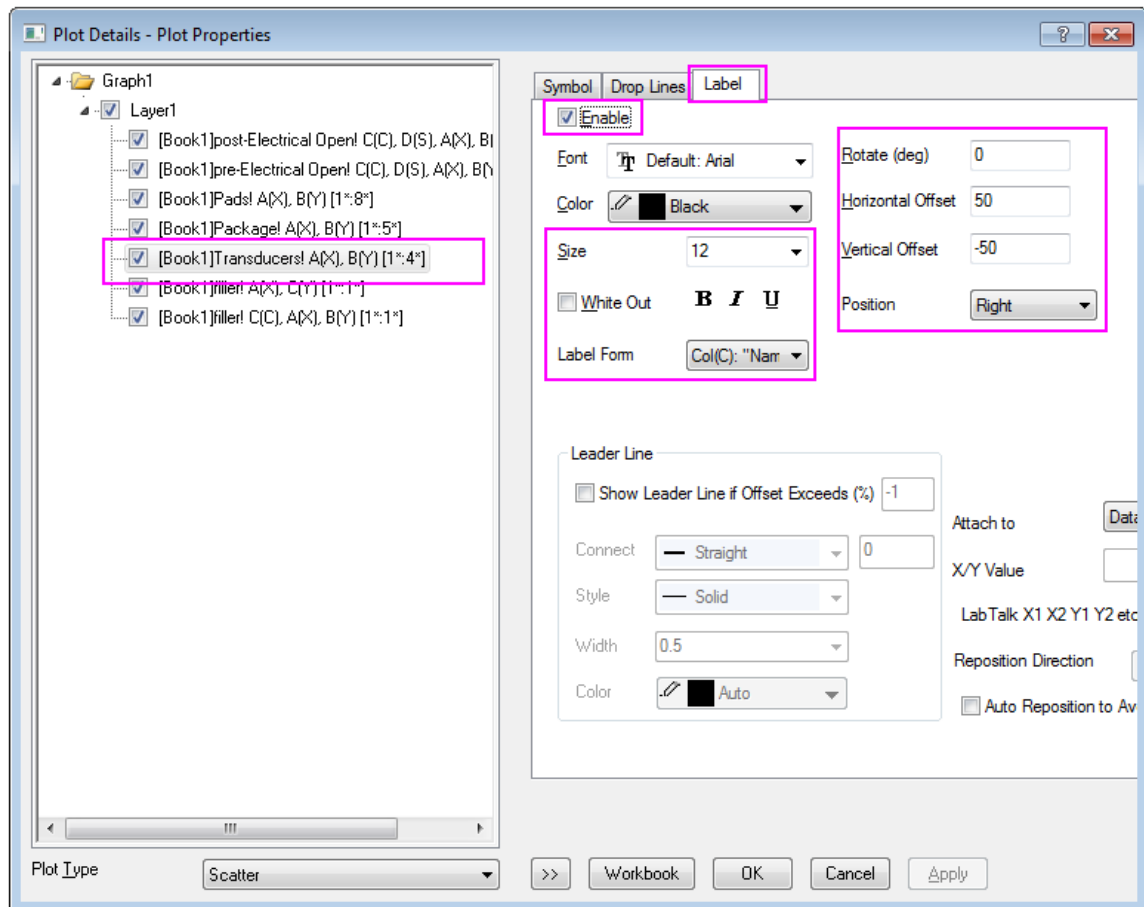 Plot Details - Plot Properties
Graph1
Layer1
[Book1]post-Electrical Open! C(C), D(S), A(X), B(
[Book1]pre-Electrical Open! C(C), D(S), A(X), B(Y
[Book1]Pads! A(X), B(Y) [1*:8*]
[Book1]Package! A(X), B(Y) [1*:5*]
[Book1]Transducers! A(X), B(Y) [1*:4*]
[Book1]filler! A(X), C(Y) [1*:1*]
[Book1]filler! C(C), A(X), B(Y) [1*:1*]
Plot Type Scatter
Symbol Drop Lines Label
Enable
Font Default: Arial
Color Black
Size 12
White Out B I U
Label Form Col(C): "Nam
Rotate (deg) 0
Horizontal Offset 50
Vertical Offset -50
Position Right
Leader Line
Show Leader Line if Offset Exceeds (%) -1
Connect Straight 0
Style Solid
Width 0.5
Color Auto
Attach to Data
X/Y Value
LabTalk X1 X2 Y1 Y2 etc
Reposition Direction
Auto Reposition to Av
>> Workbook OK Cancel Apply